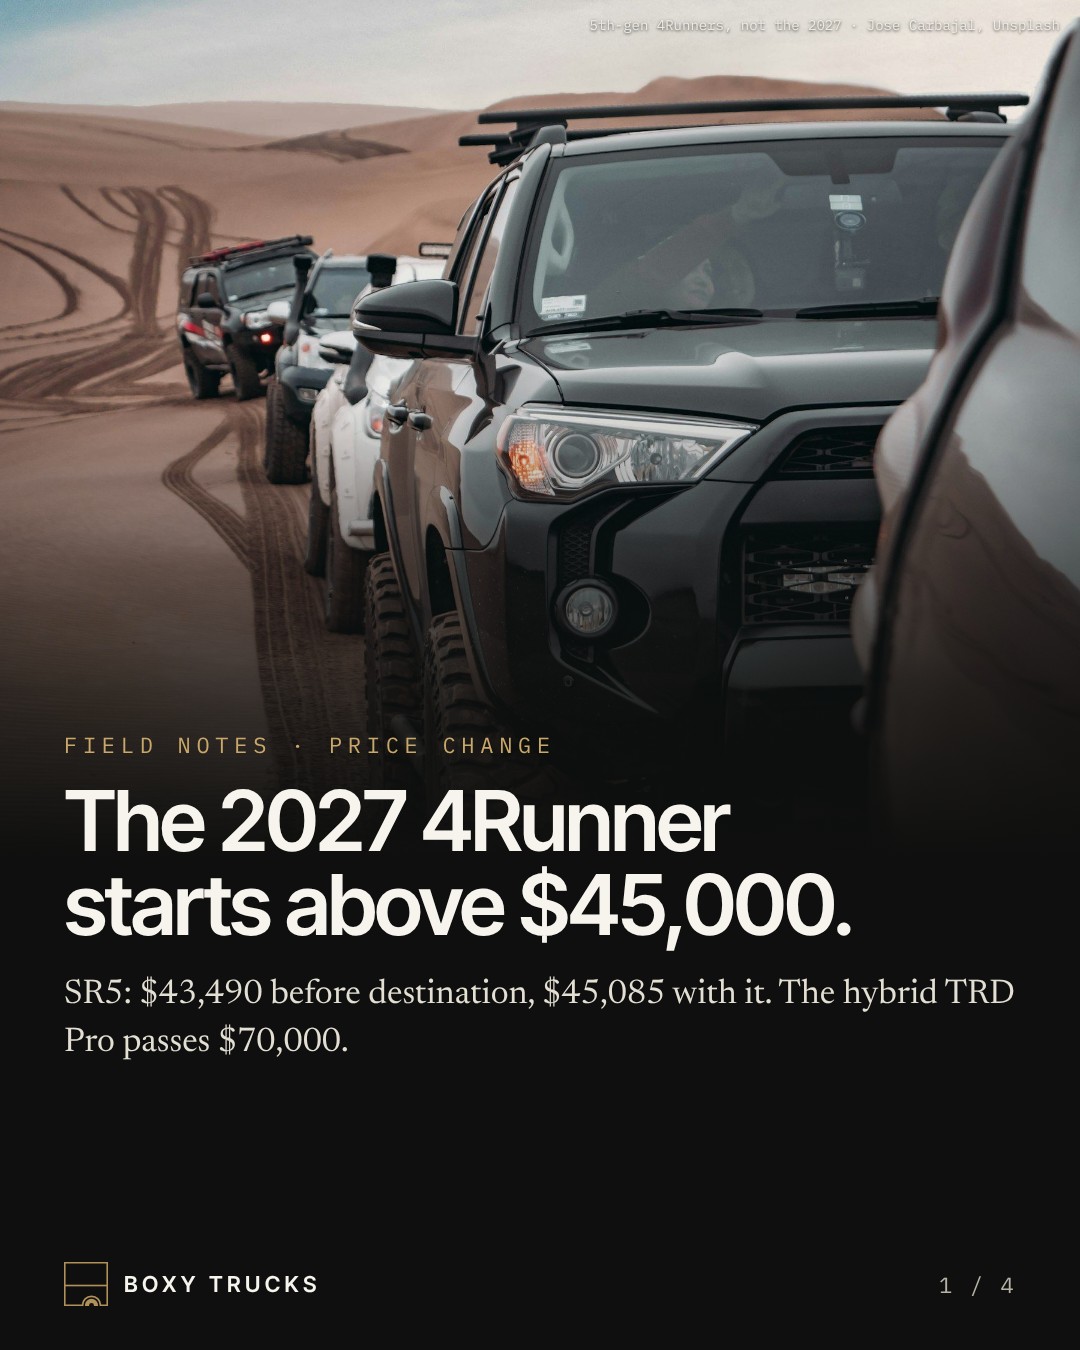 5th-gen 4Runners, not the 2027 · Jose Carbajal, Unsplash
FIELD NOTES · PRICE CHANGE
The 2027 4Runner
starts above $45,000.
SR5: $43,490 before destination, $45,085 with it. The hybrid TRD
Pro passes $70,000.
BOXY TRUCKS
1 / 4